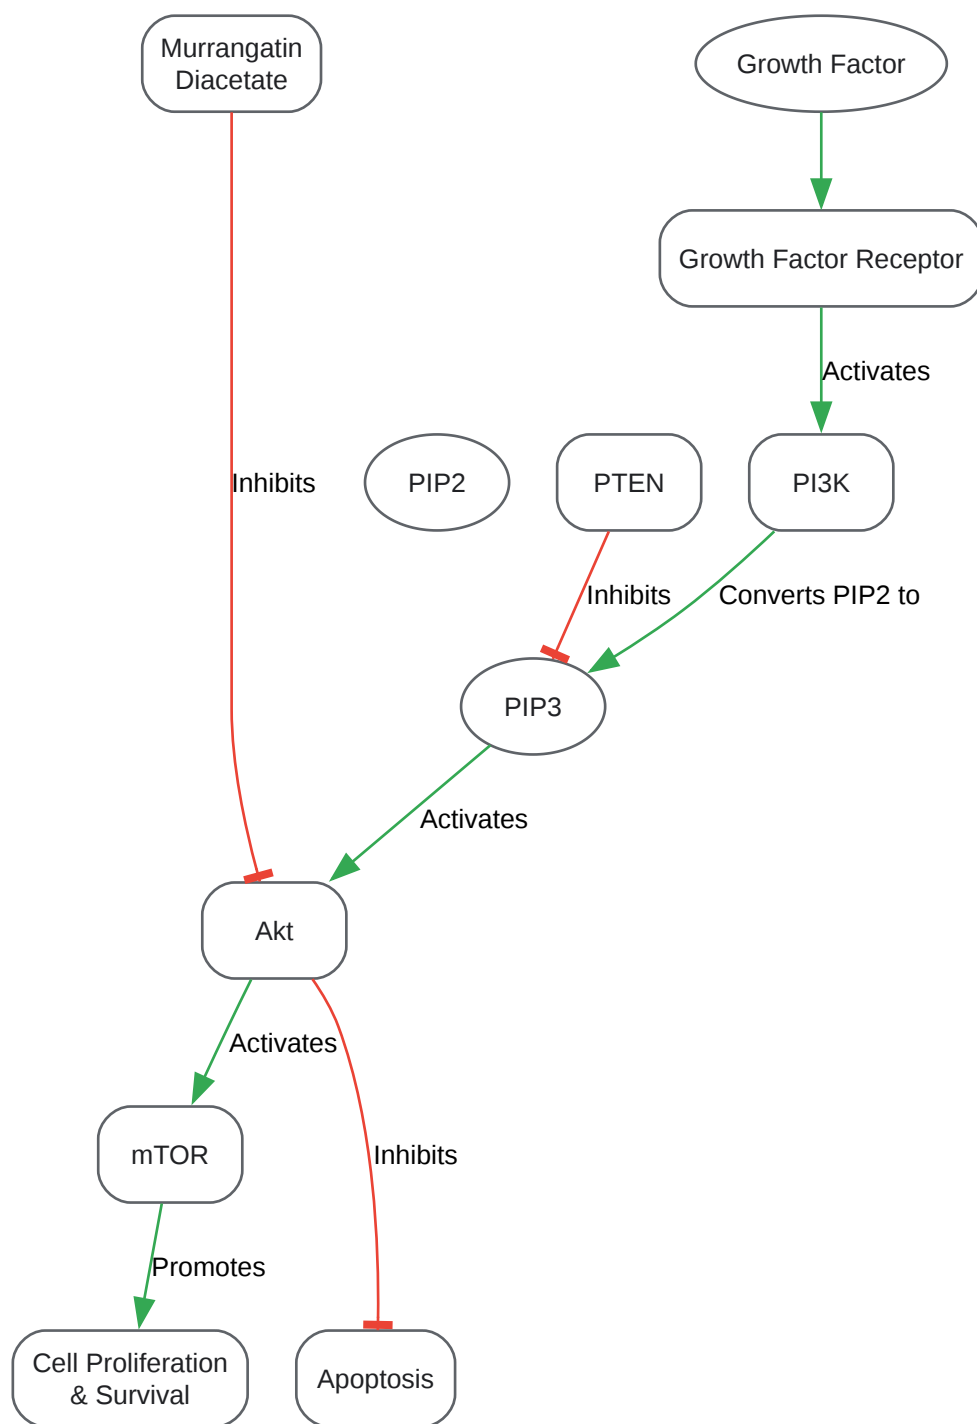 Murrangatin
Diacetate
Growth Factor
Growth Factor Receptor
Activates
Inhibits
PIP2
PTEN
PI3K
Inhibits
Converts PIP2 to
PIP3
Activates
Akt
Activates
mTOR
Inhibits
Promotes
Cell Proliferation
& Survival
Apoptosis